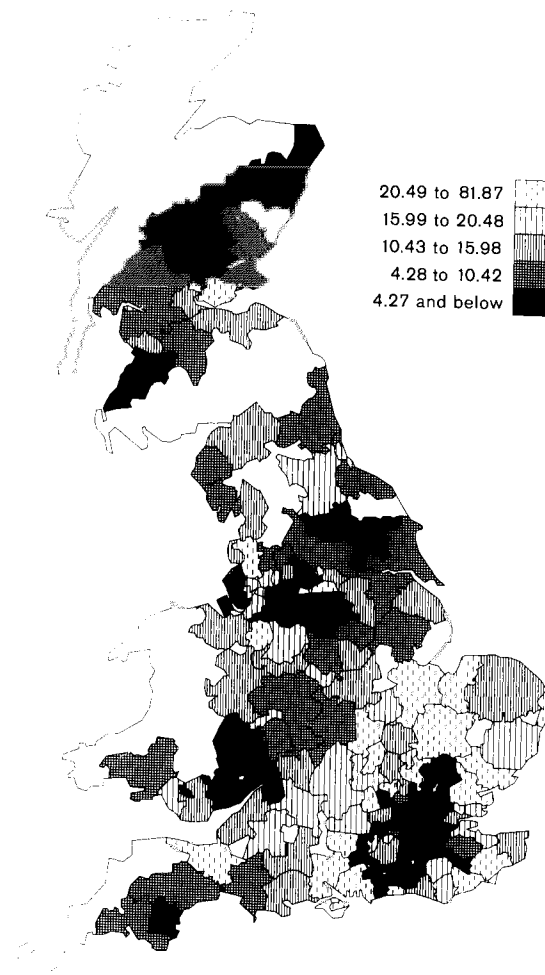 20.49 to 81.87
15.99 to 20.48
10.43 to 15.98
4.28 to 10.42
4.27 and below